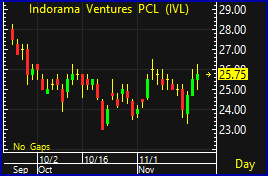 Indorama Ventures PCL (IVL)
29.00
28.00
27.00
26.00
25.75
25.00
24.00
23.00
No Gaps
10/2 10/16 11/1
Sep Oct Nov
Day